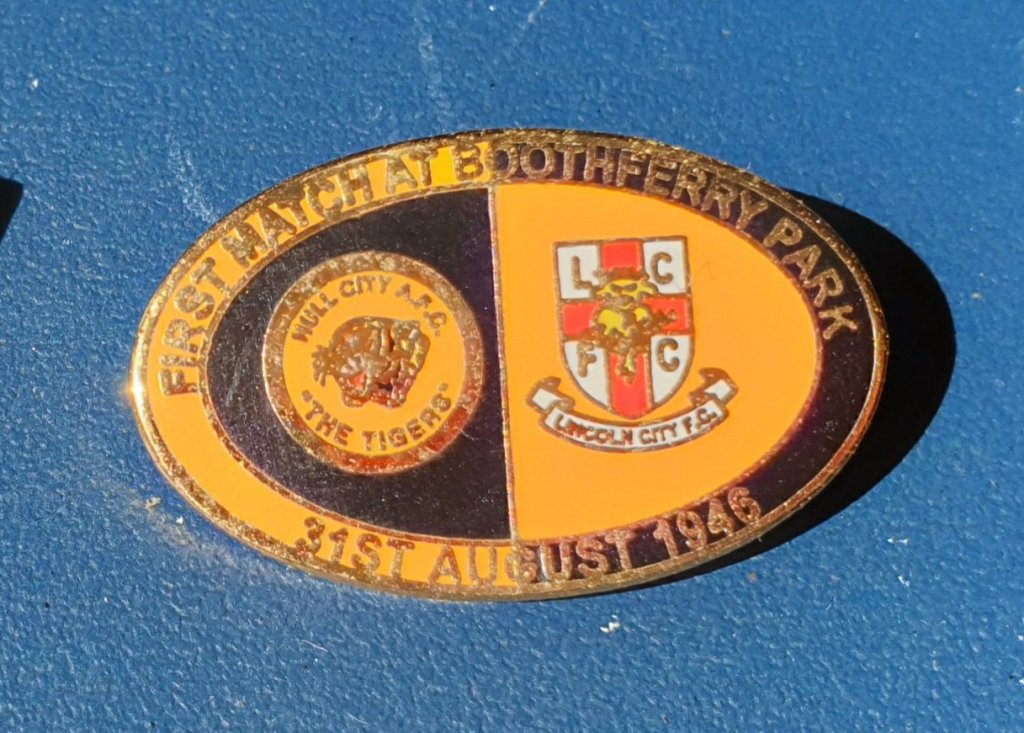 FIRST MATCH AT BOOTHFERRY PARK
HULL CITY A.F.C.
"THE TIGERS"
L C
F C
LINCOLN CITY F.C.
31ST AUGUST 1946